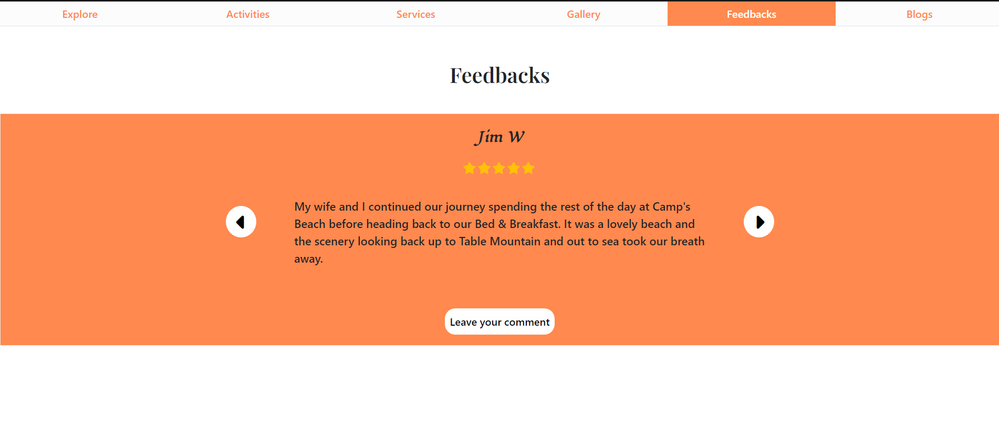 Explore Activities Services Gallery Feedbacks Blogs
Feedbacks
Jim W
My wife and I continued our journey spending the rest of the day at Camp's
Beach before heading back to our Bed & Breakfast. It was a lovely beach and
the scenery looking back up to Table Mountain and out to sea took our breath
away.
Leave your comment